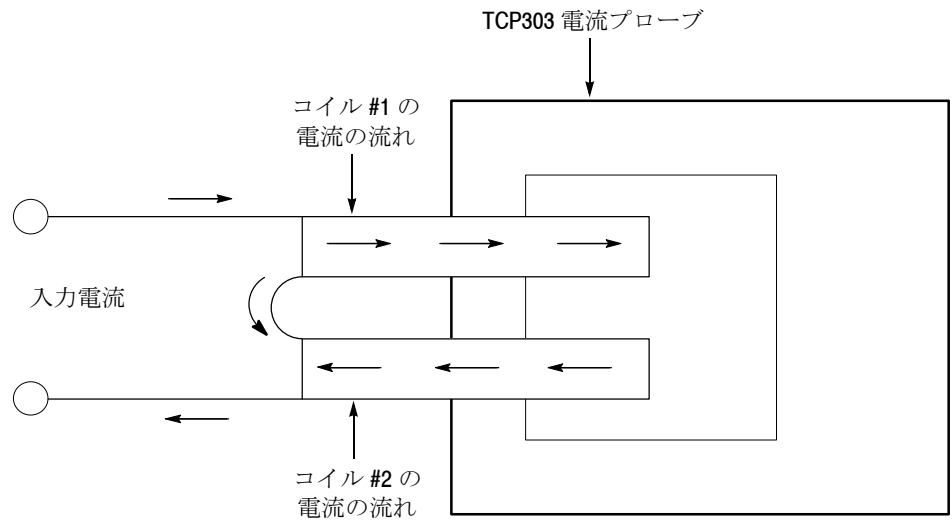 TCP303 電流プローブ
コイル #1 の
電流の流れ
入力電流
コイル #2 の
電流の流れ